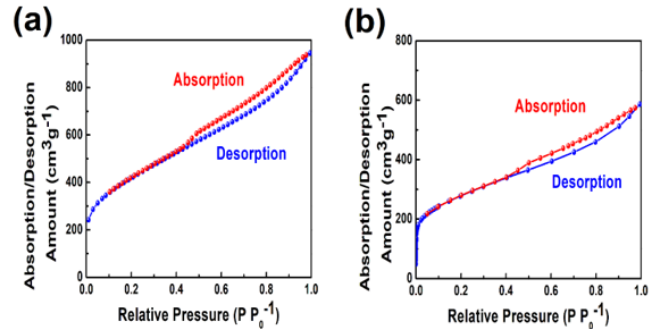 (a)
Absorption/Desorption
Amount (cm³g⁻¹)
1000
800
600
400
200
0
Absorption
Desorption
0.0 0.2 0.4 0.6 0.8 1.0
Relative Pressure (P P₀⁻¹)
(b)
Absorption/Desorption
Amount (cm³g⁻¹)
800
600
400
200
0
Absorption
Desorption
0.0 0.2 0.4 0.6 0.8 1.0
Relative Pressure (P P₀⁻¹)